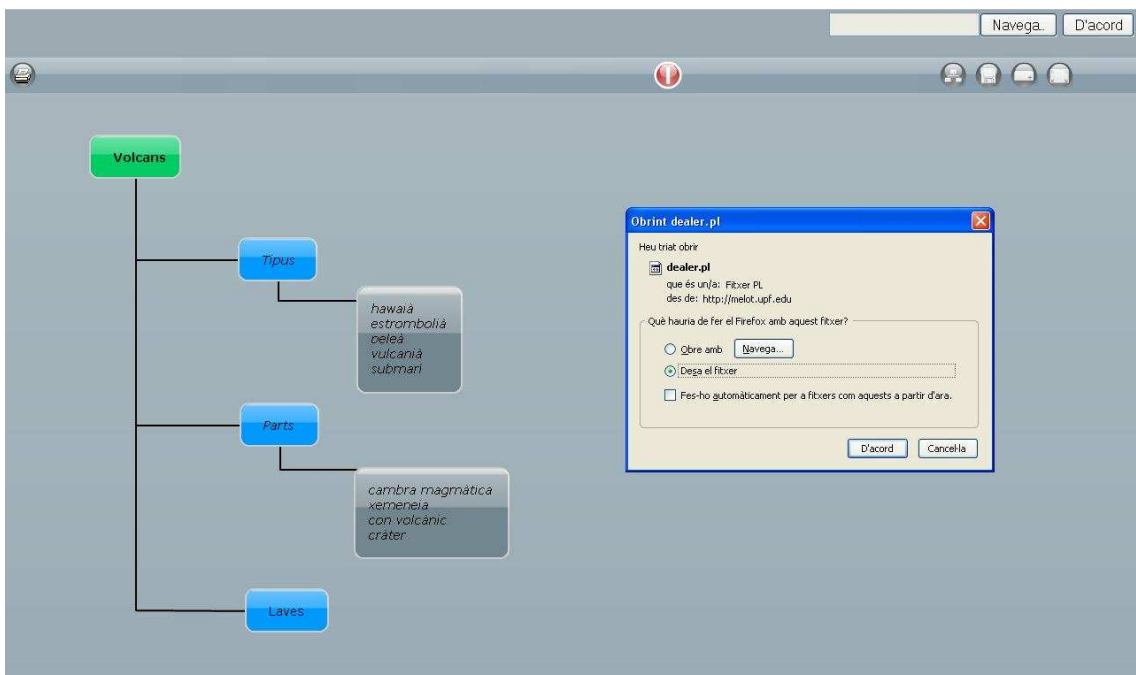 Navega..
D'acord
Volcans
Tipus
hawaià
estrombolià
peleà
vulcanià
submarí
Parts
cambra magmàtica
xemeneia
con volcànic
cràter
Laves
Obrint dealer.pl
Heu triat obrir
dealer.pl
que és un/a: Fitxer PL
des de: http://melot.upf.edu
Què hauria de fer el Firefox amb aquest fitxer?
Obre amb Navega...
Desa el fitxer
Fes-ho automàticament per a fitxers com aquests a partir d'ara.
D'acord Cancel·la